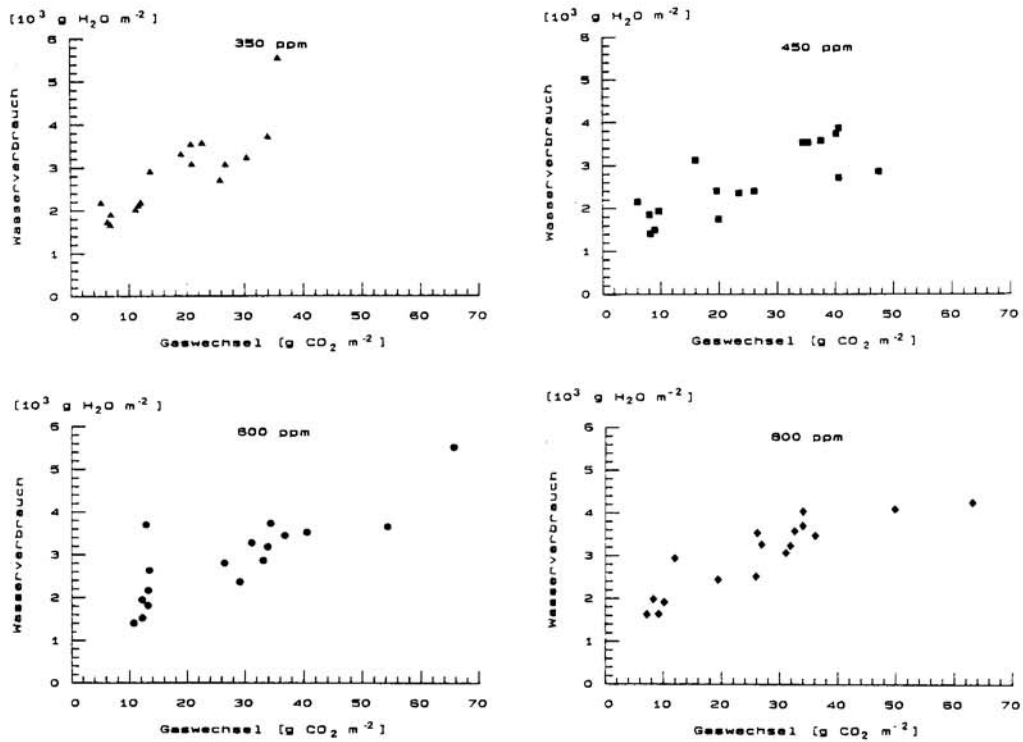 [10³ g H₂O m⁻²]
350 ppm
Wasserverbrauch
6
5
4
3
2
1
0
0 10 20 30 40 50 60 70
Gaswechsel [g CO₂ m⁻²]
[10³ g H₂O m⁻²]
450 ppm
Wasserverbrauch
6
5
4
3
2
1
0
0 10 20 30 40 50 60 70
Gaswechsel [g CO₂ m⁻²]
[10³ g H₂O m⁻²]
600 ppm
Wasserverbrauch
6
5
4
3
2
1
0
0 10 20 30 40 50 60 70
Gaswechsel [g CO₂ m⁻²]
[10³ g H₂O m⁻²]
800 ppm
Wasserverbrauch
6
5
4
3
2
1
0
0 10 20 30 40 50 60 70
Gaswechsel [g CO₂ m⁻²]